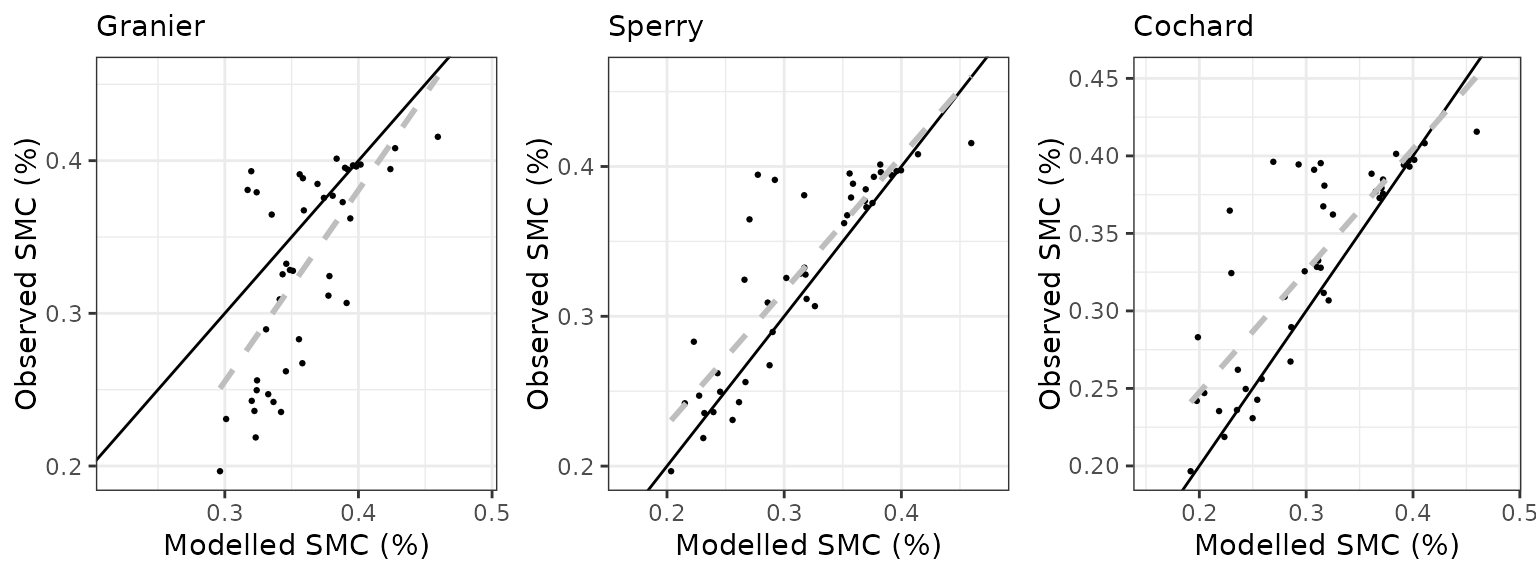 Granier
Observed SMC (%)
0.4
0.3
0.2
0.3 0.4 0.5
Modelled SMC (%)
Sperry
Observed SMC (%)
0.4
0.3
0.2
0.2 0.3 0.4
Modelled SMC (%)
Cochard
Observed SMC (%)
0.45
0.40
0.35
0.30
0.25
0.20
0.2 0.3 0.4 0.5
Modelled SMC (%)